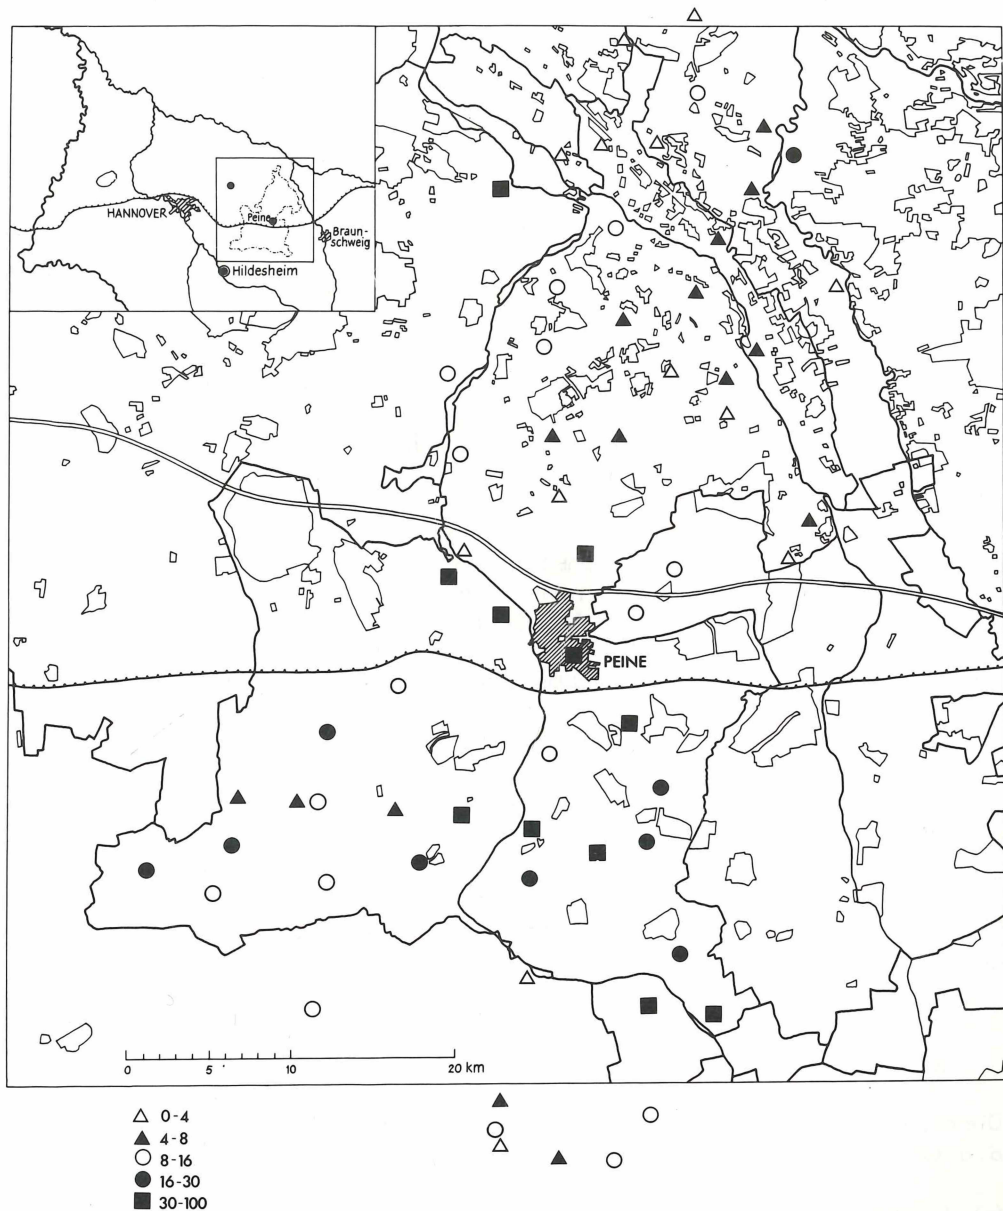 HANNOVER
Peine
Braun-
schweig
Hildesheim
PEINE
0 5 10 20 km
0-4
4-8
8-16
16-30
30-100